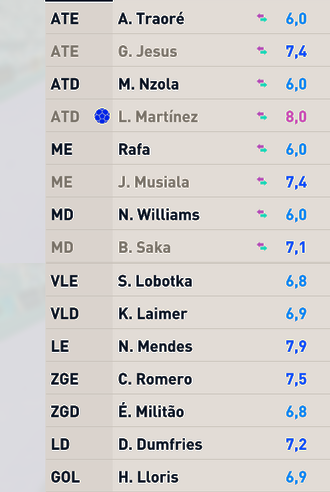 ATE A. Traoré 6,0
ATE G. Jesus 7,4
ATD M. Nzola 6,0
ATD L. Martínez 8,0
ME Rafa 6,0
ME J. Musiala 7,4
MD N. Williams 6,0
MD B. Saka 7,1
VLE S. Lobotka 6,8
VLD K. Laimer 6,9
LE N. Mendes 7,9
ZGE C. Romero 7,5
ZGD É. Militão 6,8
LD D. Dumfries 7,2
GOL H. Lloris 6,9